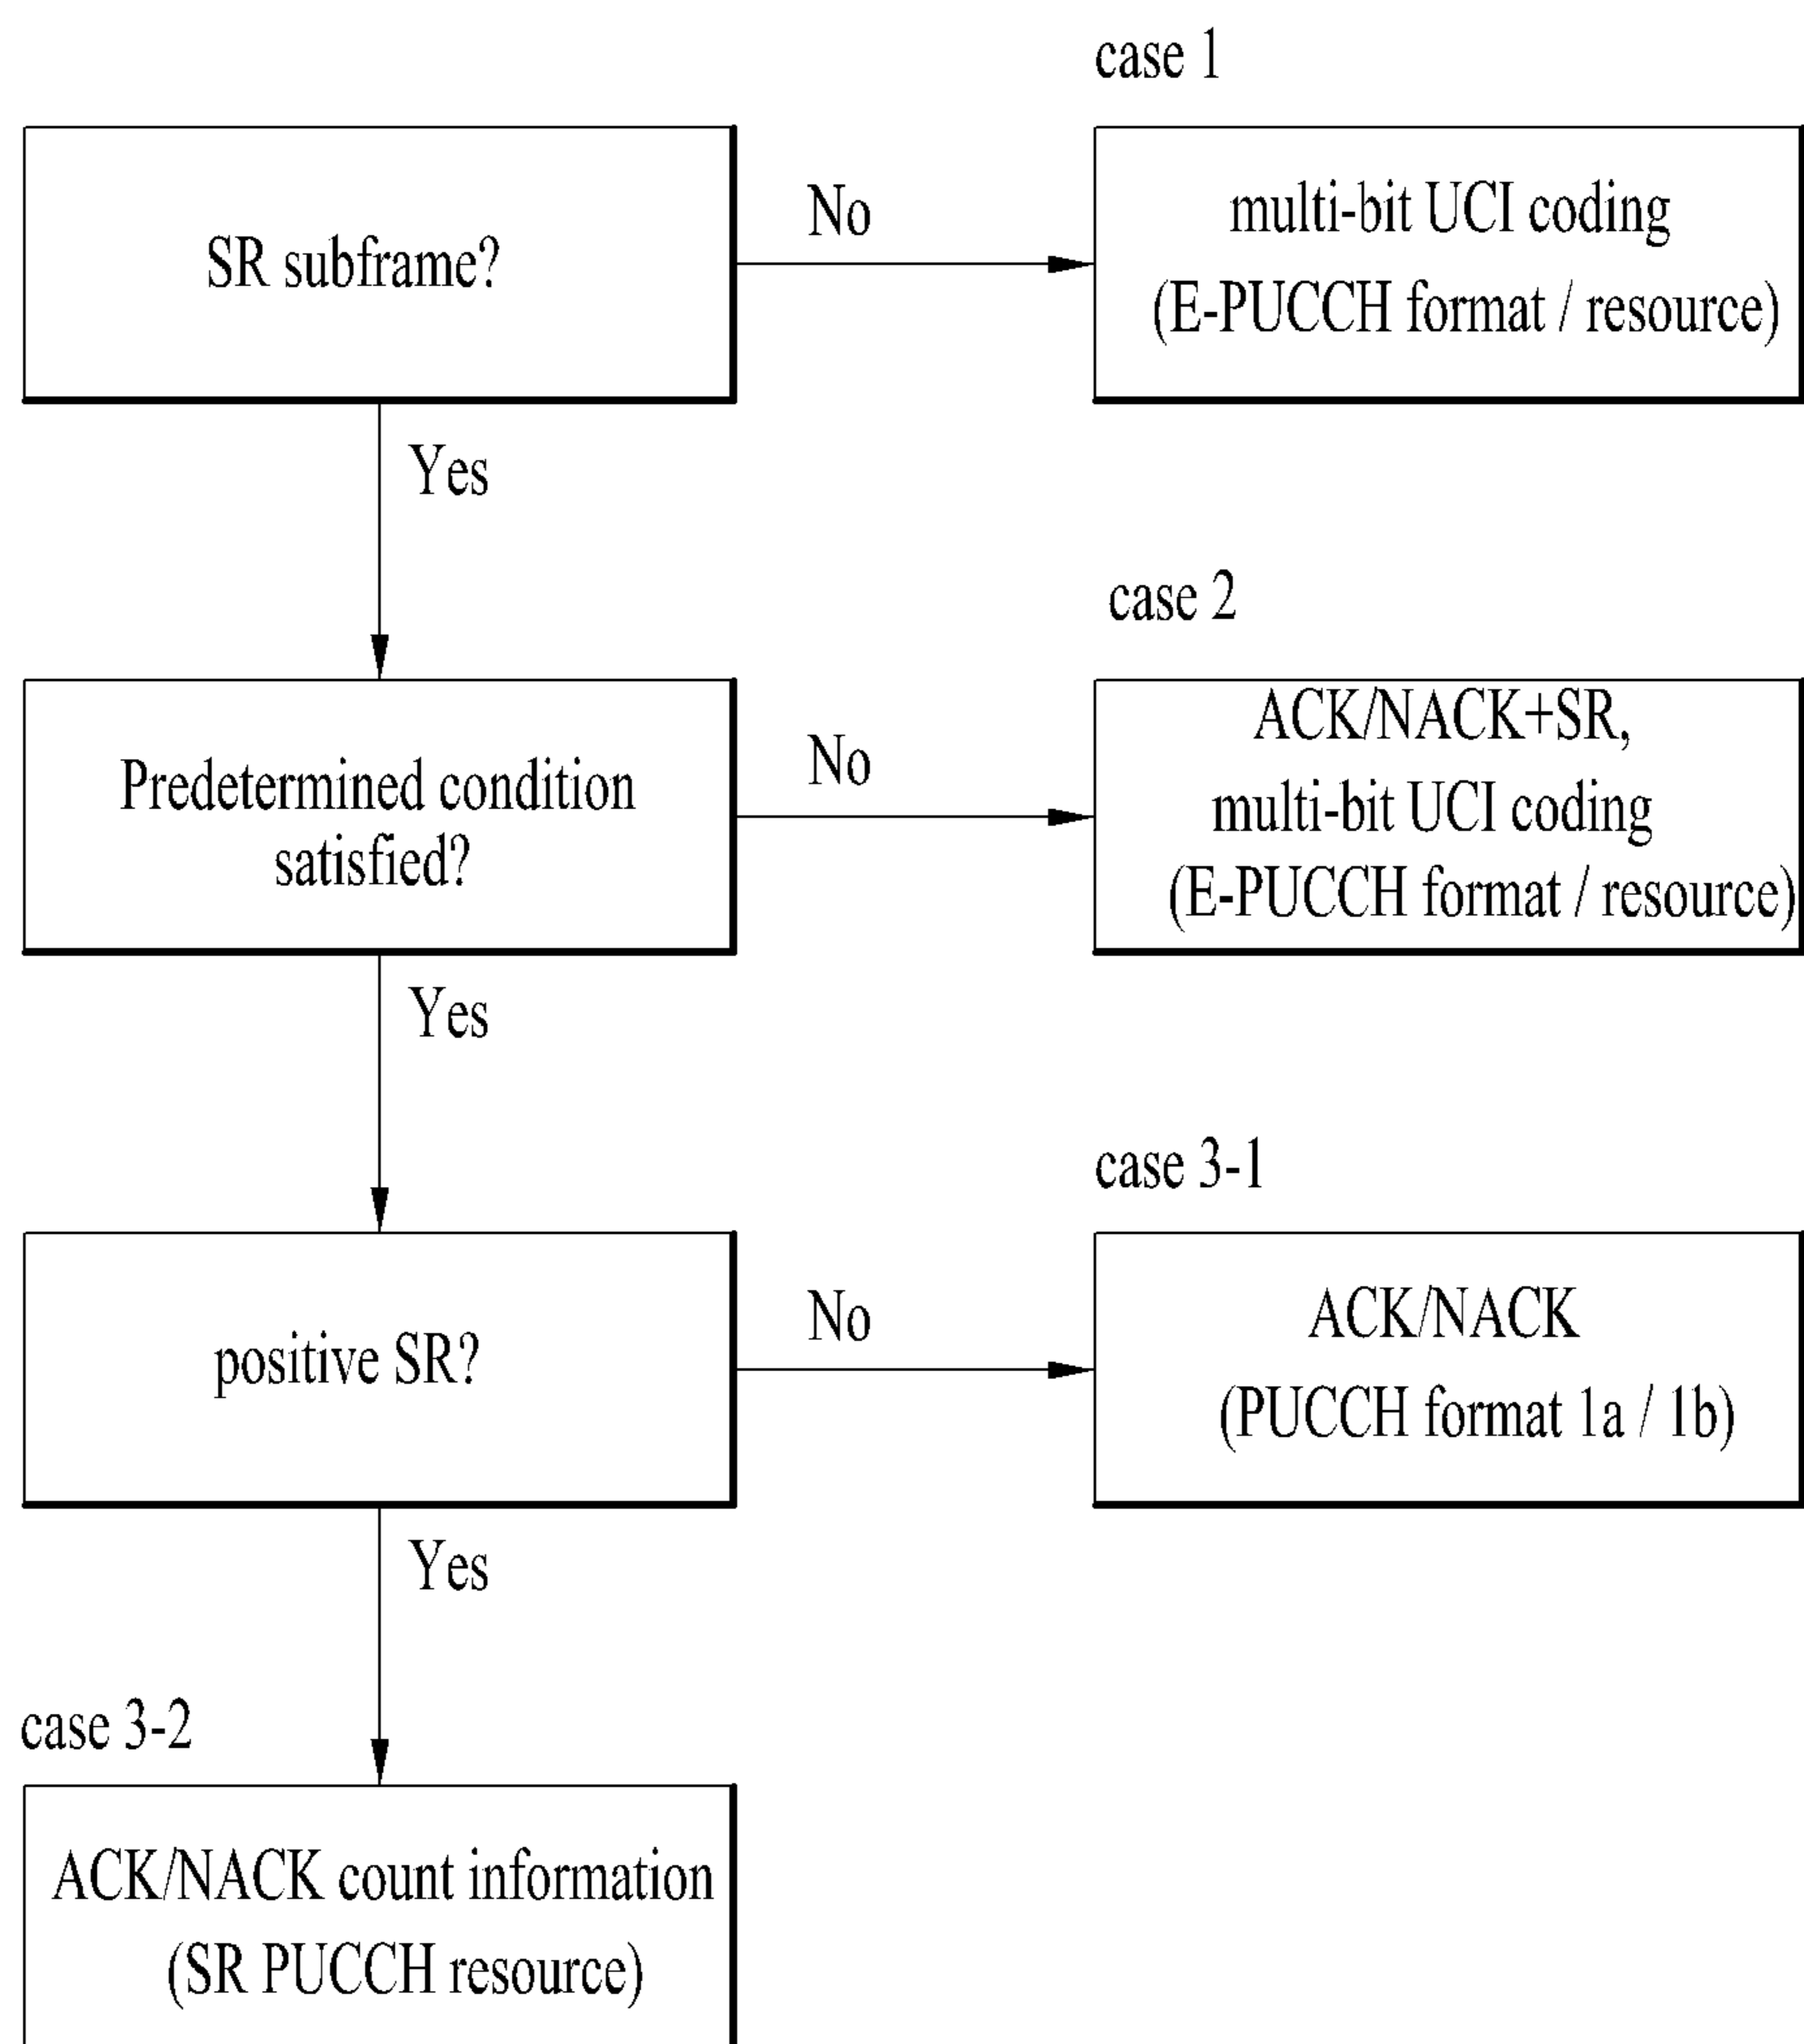 case 1
SR subframe?
No
multi-bit UCI coding
(E-PUCCH format / resource)
Yes
case 2
Predetermined condition
satisfied?
No
ACK/NACK+SR,
multi-bit UCI coding
(E-PUCCH format / resource)
Yes
case 3-1
positive SR?
No
ACK/NACK
(PUCCH format 1a / 1b)
Yes
case 3-2
ACK/NACK count information
(SR PUCCH resource)